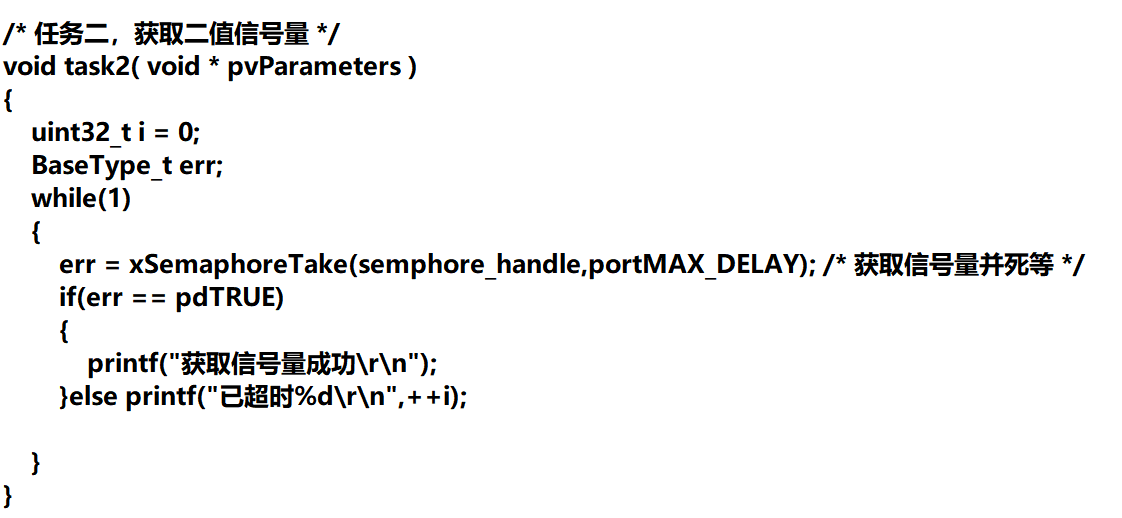 /* 任务二，获取二值信号量 */
void task2( void * pvParameters )
{
    uint32_t i = 0;
    BaseType_t err;
    while(1)
    {
        err = xSemaphoreTake(semphore_handle,portMAX_DELAY); /* 获取信号量并死等 */
        if(err == pdTRUE)
        {
            printf("获取信号量成功\r\n");
        }else printf("已超时%d\r\n",++i);
    }
}